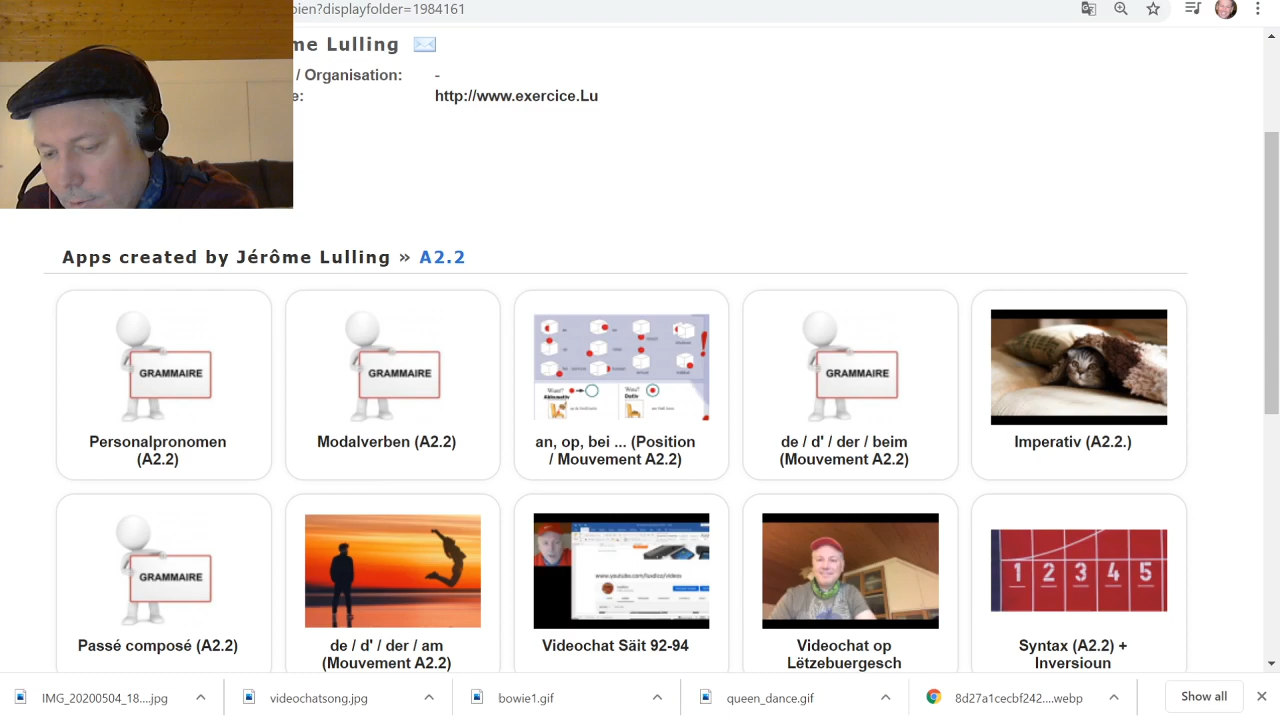 bien?displayfolder=1984161
me Lulling
/ Organisation: -
e: http://www.exercice.Lu
Apps created by Jérôme Lulling » A2.2
GRAMMAIRE
Personalpronomen
(A2.2)
GRAMMAIRE
Modalverben (A2.2)
an, op, bei ... (Position
/ Mouvement A2.2)
GRAMMAIRE
de / d' / der / beim
(Mouvement A2.2)
Imperativ (A2.2.)
GRAMMAIRE
Passé composé (A2.2)
de / d' / der / am
(Mouvement A2.2)
Videochat Säit 92-94
Videochat op
Lëtzebuergesch
1 2 3 4 5
Syntax (A2.2) +
Inversioun
IMG_20200504_18....jpg
videochatsong.jpg
bowie1.gif
queen_dance.gif
8d27a1cecbf242....webp
Show all